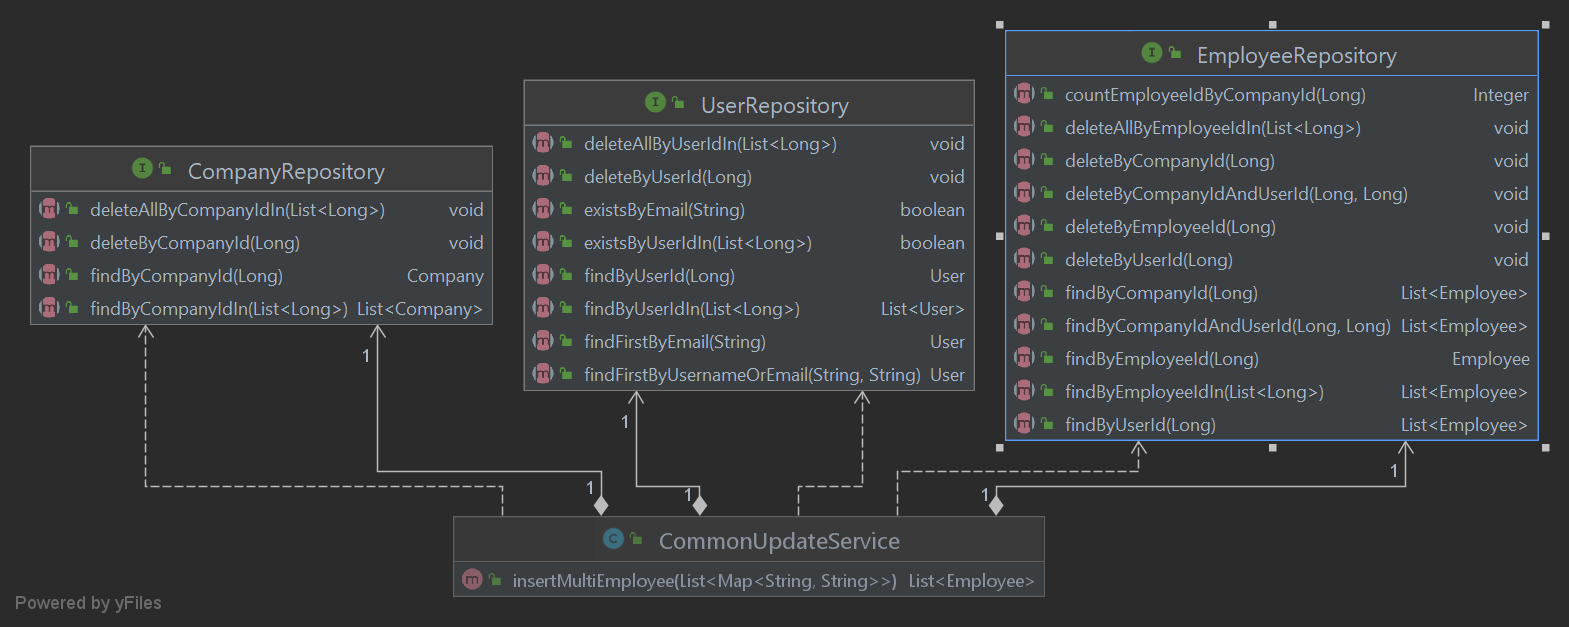 CompanyRepository
deleteAllByCompanyIdIn(List<Long>) void
deleteByCompanyId(Long) void
findByCompanyId(Long) Company
findByCompanyIdIn(List<Long>) List<Company>
UserRepository
deleteAllByUserIdIn(List<Long>) void
deleteByUserId(Long) void
existsByEmail(String) boolean
existsByUserIdIn(List<Long>) boolean
findByUserId(Long) User
findByUserIdIn(List<Long>) List<User>
findFirstByEmail(String) User
findFirstByUsernameOrEmail(String, String) User
EmployeeRepository
countEmployeeIdByCompanyId(Long) Integer
deleteAllByEmployeeIdIn(List<Long>) void
deleteByCompanyId(Long) void
deleteByCompanyIdAndUserId(Long, Long) void
deleteByEmployeeId(Long) void
deleteByUserId(Long) void
findByCompanyId(Long) List<Employee>
findByCompanyIdAndUserId(Long, Long) List<Employee>
findByEmployeeId(Long) Employee
findByEmployeeIdIn(List<Long>) List<Employee>
findByUserId(Long) List<Employee>
1
1
1
1
1
1
CommonUpdateService
insertMultiEmployee(List<Map<String, String>>) List<Employee>
Powered by yFiles